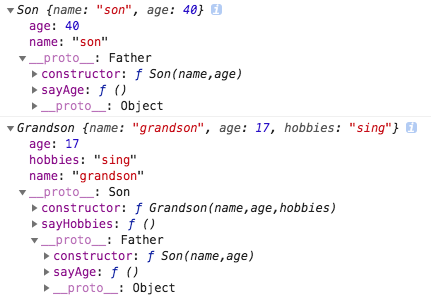 Son {name: "son", age: 40} i
age: 40
name: "son"
__proto__: Father
constructor: ƒ Son(name,age)
sayAge: ƒ ()
__proto__: Object
Grandson {name: "grandson", age: 17, hobbies: "sing"} i
age: 17
hobbies: "sing"
name: "grandson"
__proto__: Son
constructor: ƒ Grandson(name,age,hobbies)
sayHobbies: ƒ ()
__proto__: Father
constructor: ƒ Son(name,age)
sayAge: ƒ ()
__proto__: Object